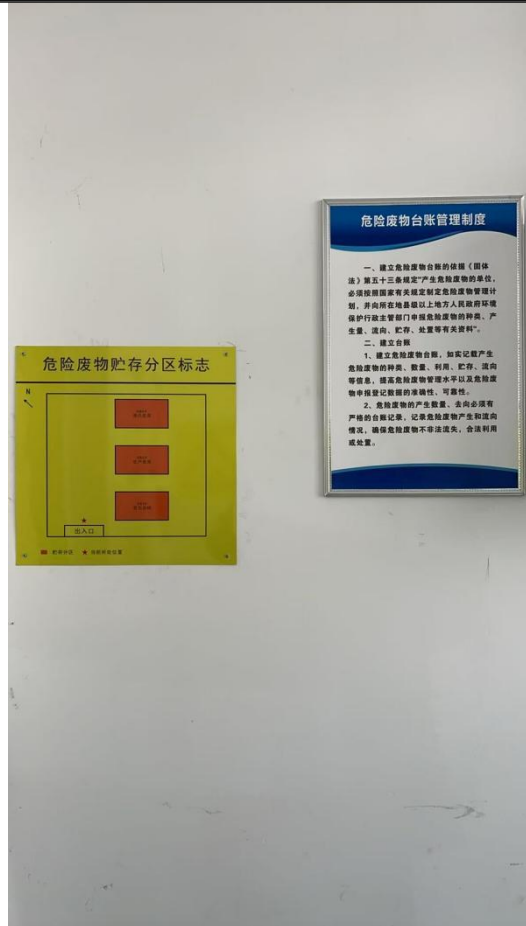 危险废物台账管理制度
一、建立危险废物台账的依据《固体
法》第五十三条规定"产生危险废物的单位，
必须按照国家有关规定制定危险废物管理计
划，并向所在地县级以上地方人民政府环境
保护行政主管部门申报危险废物的种类、产
生量、流向、贮存、处置等有关资料"。
二、建立台账
1、建立危险废物台账，如实记载产生
危险废物的种类、数量、利用、贮存、流向
等信息，提高危险废物管理水平以及危险废
物申报登记数据的准确性、可靠性。
2、危险废物的产生数量、去向必须有
严格的台账记录，记录危险废物产生和流向
情况，确保危险废物不非法流失，合法利用
或处置。
危险废物贮存分区标志
N
出入口
贮存分区